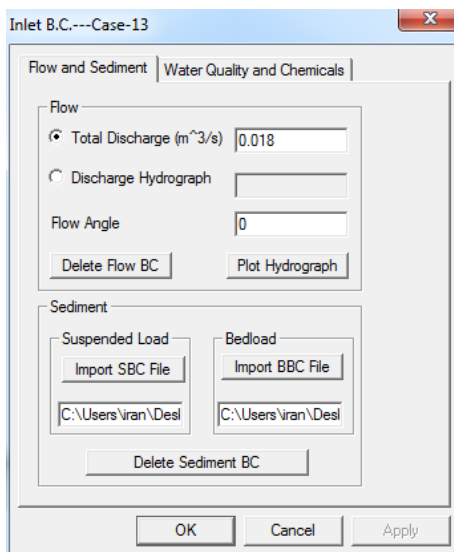 Inlet B.C.---Case-13
Flow and Sediment Water Quality and Chemicals
Flow
Total Discharge (m^3/s) 0.018
Discharge Hydrograph
Flow Angle 0
Delete Flow BC Plot Hydrograph
Sediment
Suspended Load Bedload
Import SBC File Import BBC File
C:\Users\iran\Desl C:\Users\iran\Desl
Delete Sediment BC
OK Cancel Apply